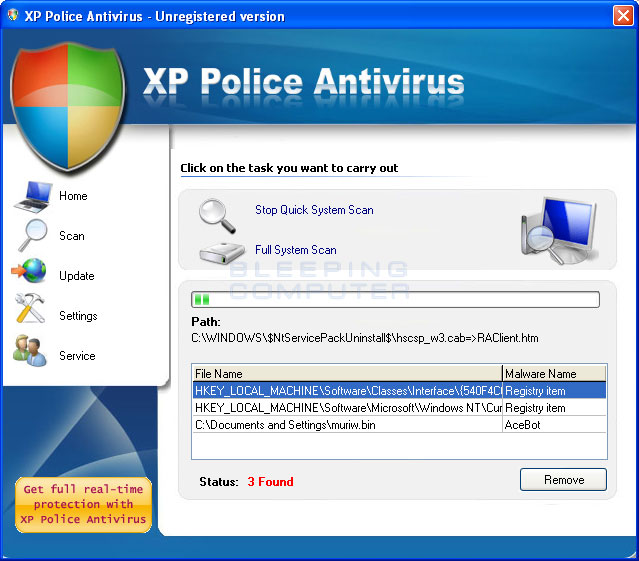 XP Police Antivirus - Unregistered version
XP Police Antivirus
Click on the task you want to carry out
Home
Scan
Update
Settings
Service
Stop Quick System Scan
Full System Scan
BLEEPING
COMPUTER
Path:
C:\WINDOWS\$NtServicePackUninstall$\hscsp_w3.cab=>RAClient.htm
File Name Malware Name
HKEY_LOCAL_MACHINE\Software\Classes\Interface\{540F4C Registry item
HKEY_LOCAL_MACHINE\Software\Microsoft\Windows NT\Cur Registry item
C:\Documents and Settings\muriw.bin AceBot
Status: 3 Found
Remove
Get full real-time
protection with
XP Police Antivirus